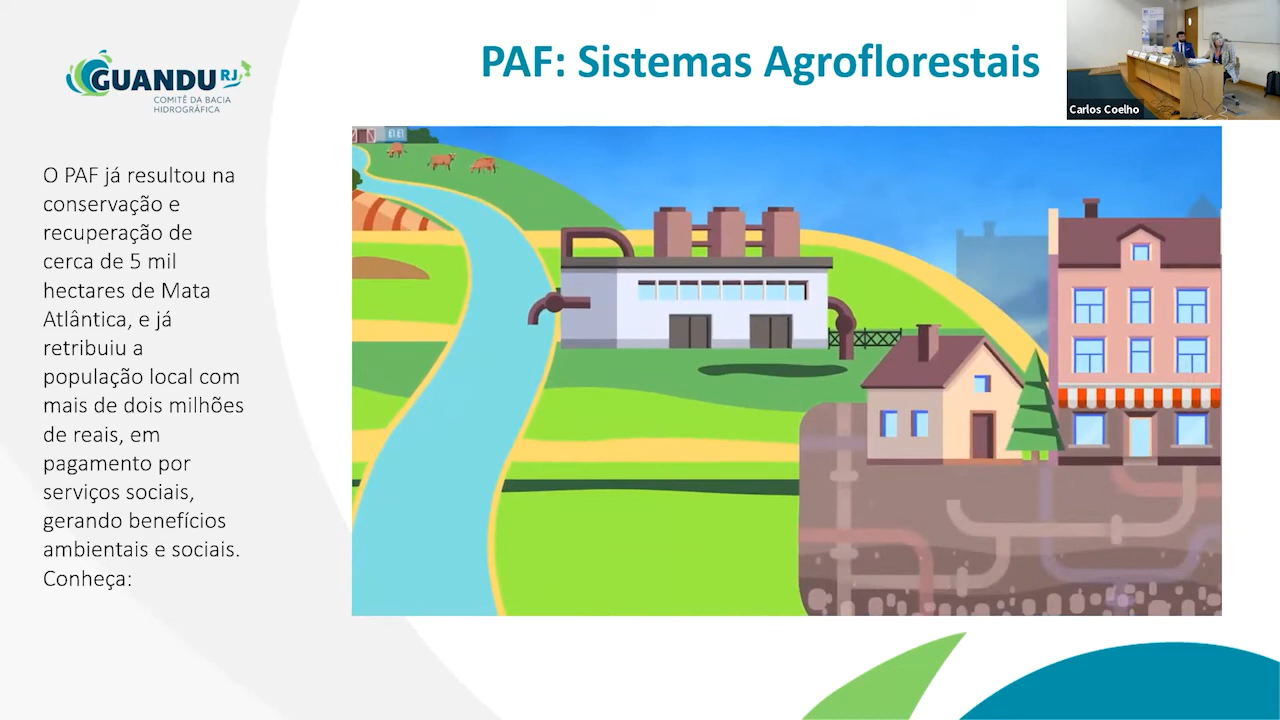 GUANDU RJ
COMITÊ DA BACIA
HIDROGRÁFICA
PAF: Sistemas Agroflorestais
Carlos Coelho
O PAF já resultou na
conservação e
recuperação de
cerca de 5 mil
hectares de Mata
Atlântica, e já
retribuiu a
população local com
mais de dois milhões
de reais, em
pagamento por
serviços sociais,
gerando benefícios
ambientais e sociais.
Conheça: